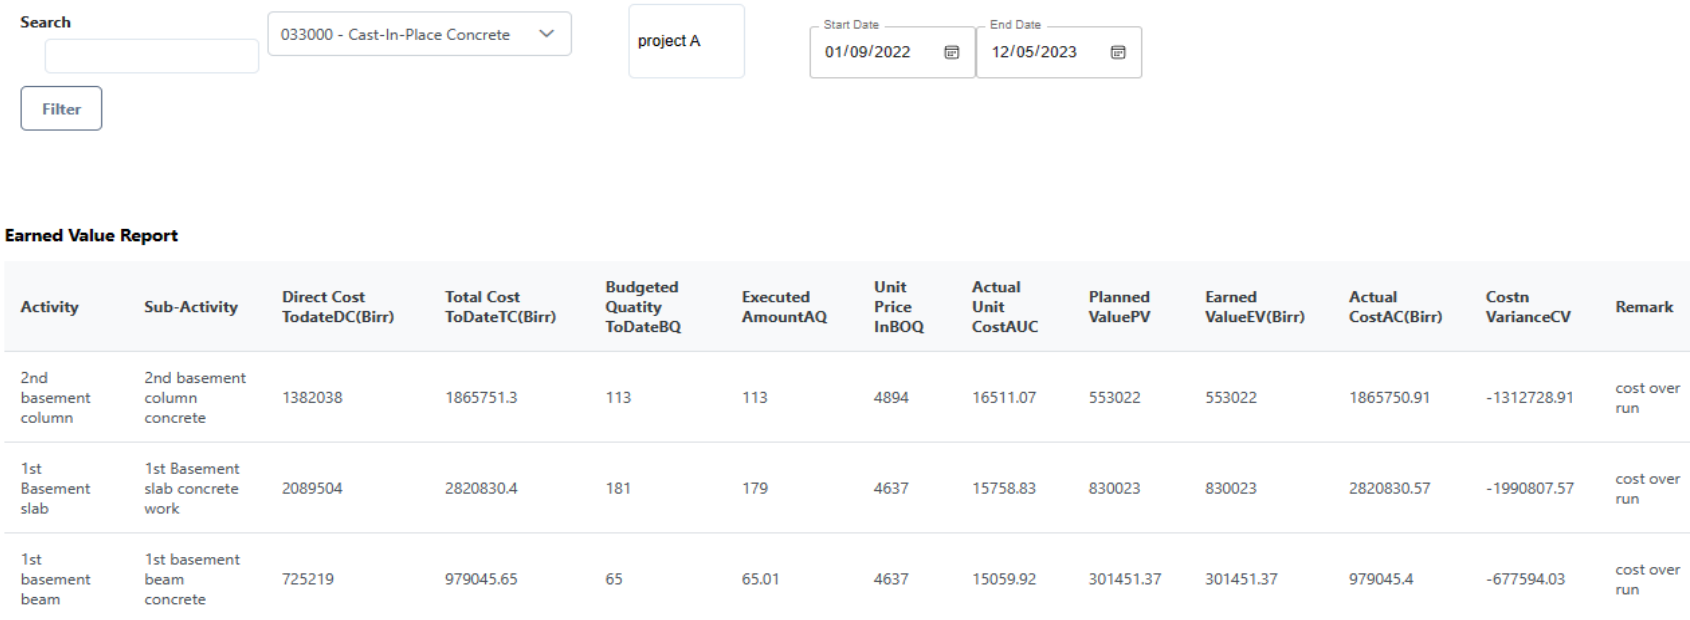 Search
033000 - Cast-In-Place Concrete
project A
Start Date
01/09/2022
End Date
12/05/2023
Filter
Earned Value Report
Activity
Sub-Activity
Direct Cost
TodateDC(Birr)
Total Cost
ToDateTC(Birr)
Budgeted
Quatity
ToDateBQ
Executed
AmountAQ
Unit
Price
InBOQ
Actual
Unit
CostAUC
Planned
ValuePV
Earned
ValueEV(Birr)
Actual
CostAC(Birr)
Costn
VarianceCV
Remark
2nd
basement
column
2nd basement
column
concrete
1382038
1865751.3
113
113
4894
16511.07
553022
553022
1865750.91
-1312728.91
cost over
run
1st
Basement
slab
1st Basement
slab concrete
work
2089504
2820830.4
181
179
4637
15758.83
830023
830023
2820830.57
-1990807.57
cost over
run
1st
basement
beam
1st basement
beam
concrete
725219
979045.65
65
65.01
4637
15059.92
301451.37
301451.37
979045.4
-677594.03
cost over
run